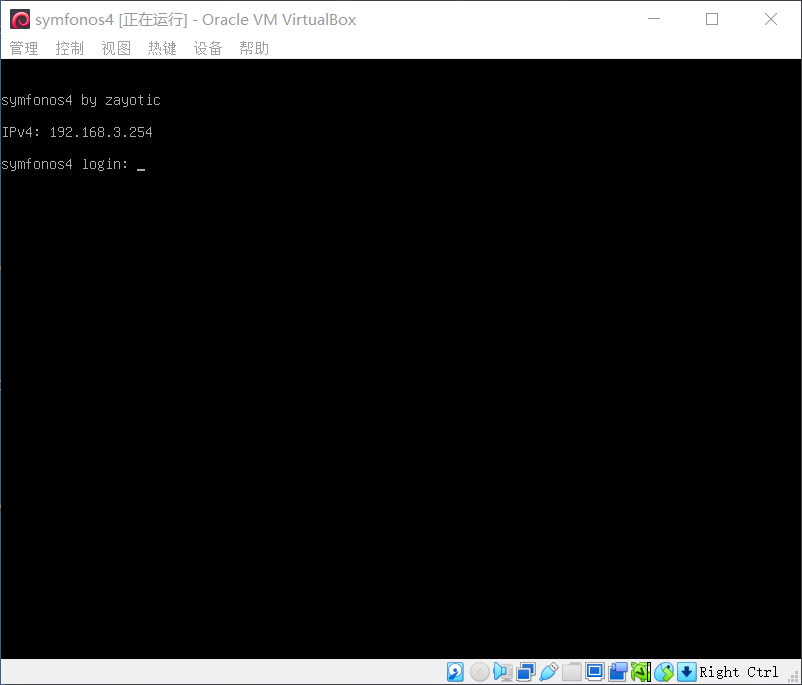 symfonos4 [正在运行] - Oracle VM VirtualBox
管理 控制 视图 热键 设备 帮助
symfonos4 by zayotic
IPv4: 192.168.3.254
symfonos4 login: _
Right Ctrl